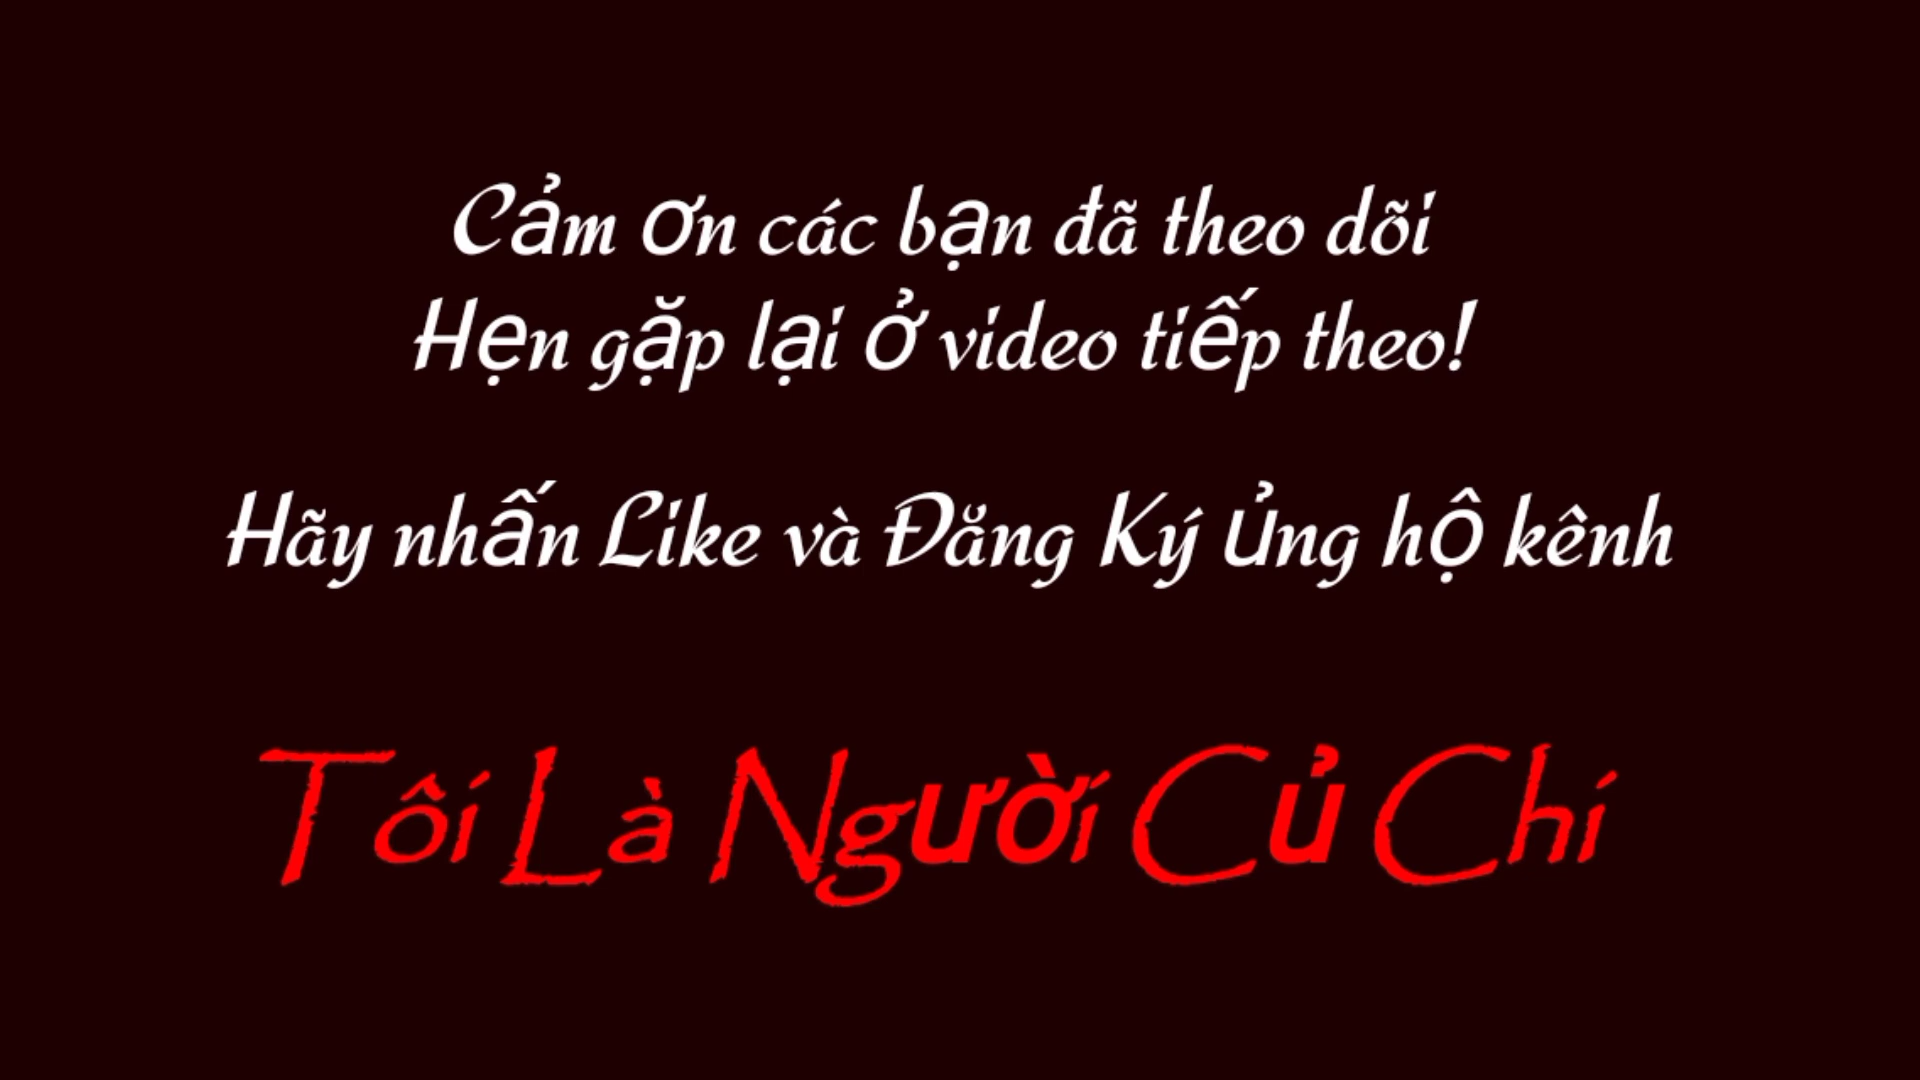 Cảm ơn các bạn đã theo dõi
Hẹn gặp lại ở video tiếp theo!
Hãy nhấn Like và Đăng Ký ủng hộ kênh
Tôi Là Người Củ Chi